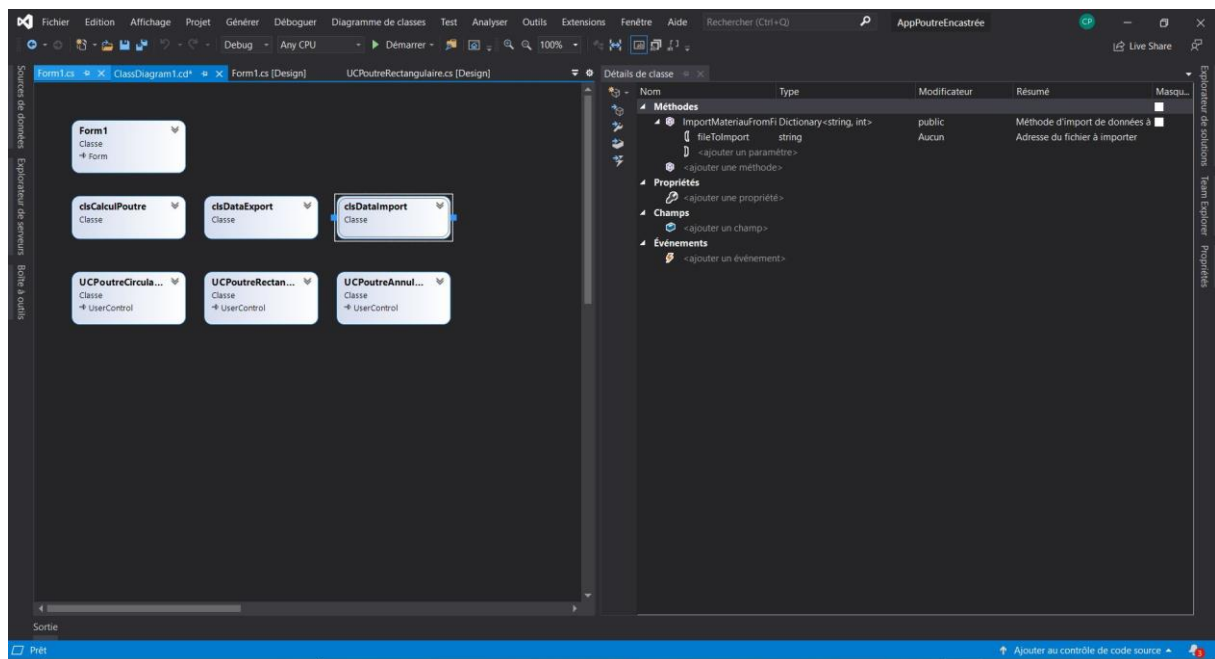 Fichier Edition Affichage Projet Générer Déboguer Diagramme de classes Test Analyser Outils Extensions Fenêtre Aide Rechercher (Ctrl+Q) AppPoutreEncastrée CP
Debug Any CPU Démarrer 100% Live Share
Form1.cs ClassDiagram1.cd* Form1.cs [Design] UCPoutreRectangulaire.cs [Design]
Sources de données
Explorateur de serveurs
Boîte à outils
Form1
Classe
Form
clsCalculPoutre
Classe
clsDataExport
Classe
clsDataImport
Classe
UCPoutreCircula...
Classe
UserControl
UCPoutreRectan...
Classe
UserControl
UCPoutreAnnul...
Classe
UserControl
Détails de classe
Nom Type Modificateur Résumé Masqu...
Méthodes
ImportMateriauFromFi Dictionary<string, int> public Méthode d'import de données à
fileToImport string Aucun Adresse du fichier à importer
<ajouter un paramètre>
<ajouter une méthode>
Propriétés
<ajouter une propriété>
Champs
<ajouter un champ>
Événements
<ajouter un événement>
Explorateur de solutions
Team Explorer
Propriétés
Sortie
Prêt Ajouter au contrôle de code source 3